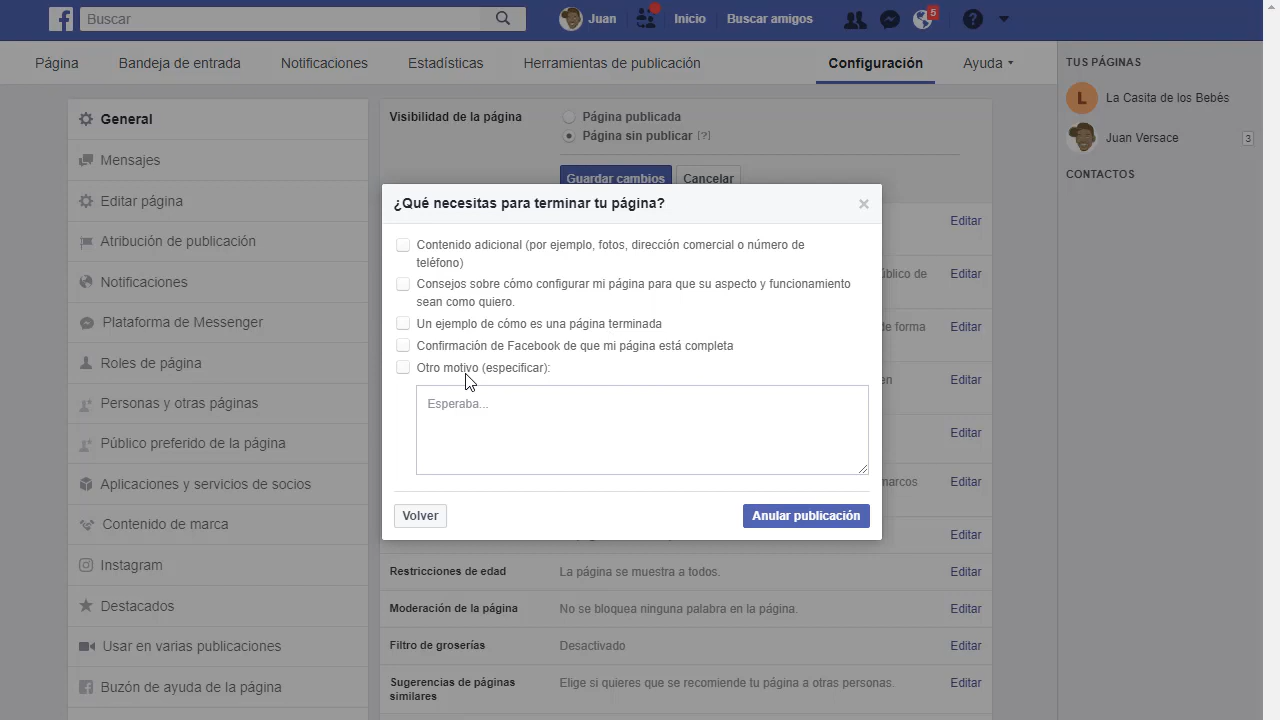 f Buscar Juan Inicio Buscar amigos 5 ?
Página Bandeja de entrada Notificaciones Estadísticas Herramientas de publicación Configuración Ayuda
TUS PÁGINAS
L La Casita de los Bebés
Juan Versace 3
CONTACTOS
General
Mensajes
Editar página
Atribución de publicación
Notificaciones
Plataforma de Messenger
Roles de página
Personas y otras páginas
Público preferido de la página
Aplicaciones y servicios de socios
Contenido de marca
Instagram
Destacados
Usar en varias publicaciones
Buzón de ayuda de la página
Visibilidad de la página
Página publicada
Página sin publicar [?]
Guardar cambios Cancelar
Editar
úblico de Editar
de forma Editar
en Editar
Editar
marcos Editar
Editar
¿Qué necesitas para terminar tu página? ×
Contenido adicional (por ejemplo, fotos, dirección comercial o número de
teléfono)
Consejos sobre cómo configurar mi página para que su aspecto y funcionamiento
sean como quiero.
Un ejemplo de cómo es una página terminada
Confirmación de Facebook de que mi página está completa
Otro motivo (especificar):
Esperaba...
Volver Anular publicación
Restricciones de edad La página se muestra a todos. Editar
Moderación de la página No se bloquea ninguna palabra en la página. Editar
Filtro de groserías Desactivado Editar
Sugerencias de páginas Elige si quieres que se recomiende tu página a otras personas. Editar
similares